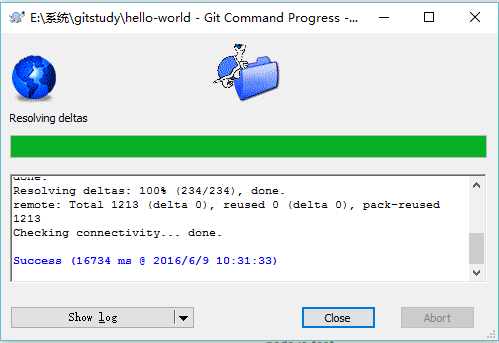 E:\系统\gitstudy\hello-world - Git Command Progress -...
Resolving deltas
done.
Resolving deltas: 100% (234/234), done.
remote: Total 1213 (delta 0), reused 0 (delta 0), pack-reused
1213
Checking connectivity... done.
Success (16734 ms @ 2016/6/9 10:31:33)
Show log
Close
Abort